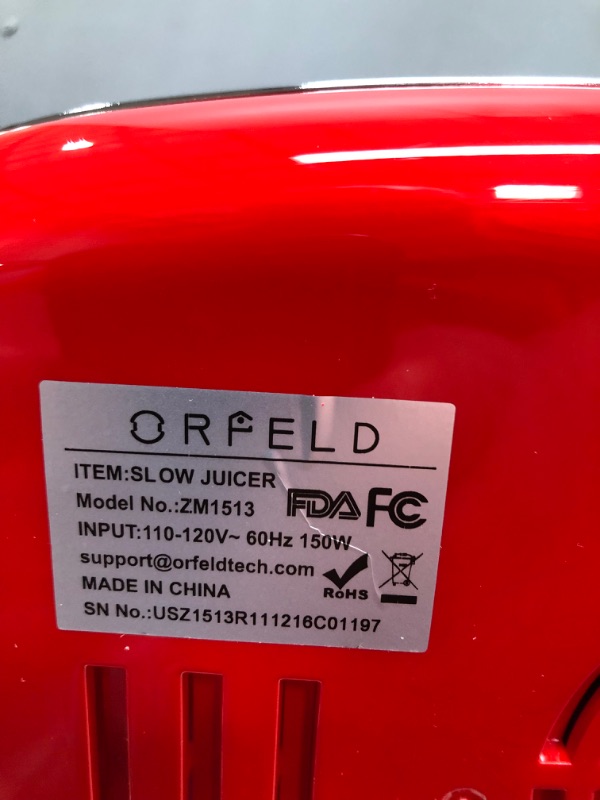 ORFELD
ITEM:SLOW JUICER
Model No.:ZM1513
FDA FC
INPUT:110-120V~ 60Hz 150W
support@orfeldtech.com
RoHS
MADE IN CHINA
SN No.:USZ1513R111216C01197